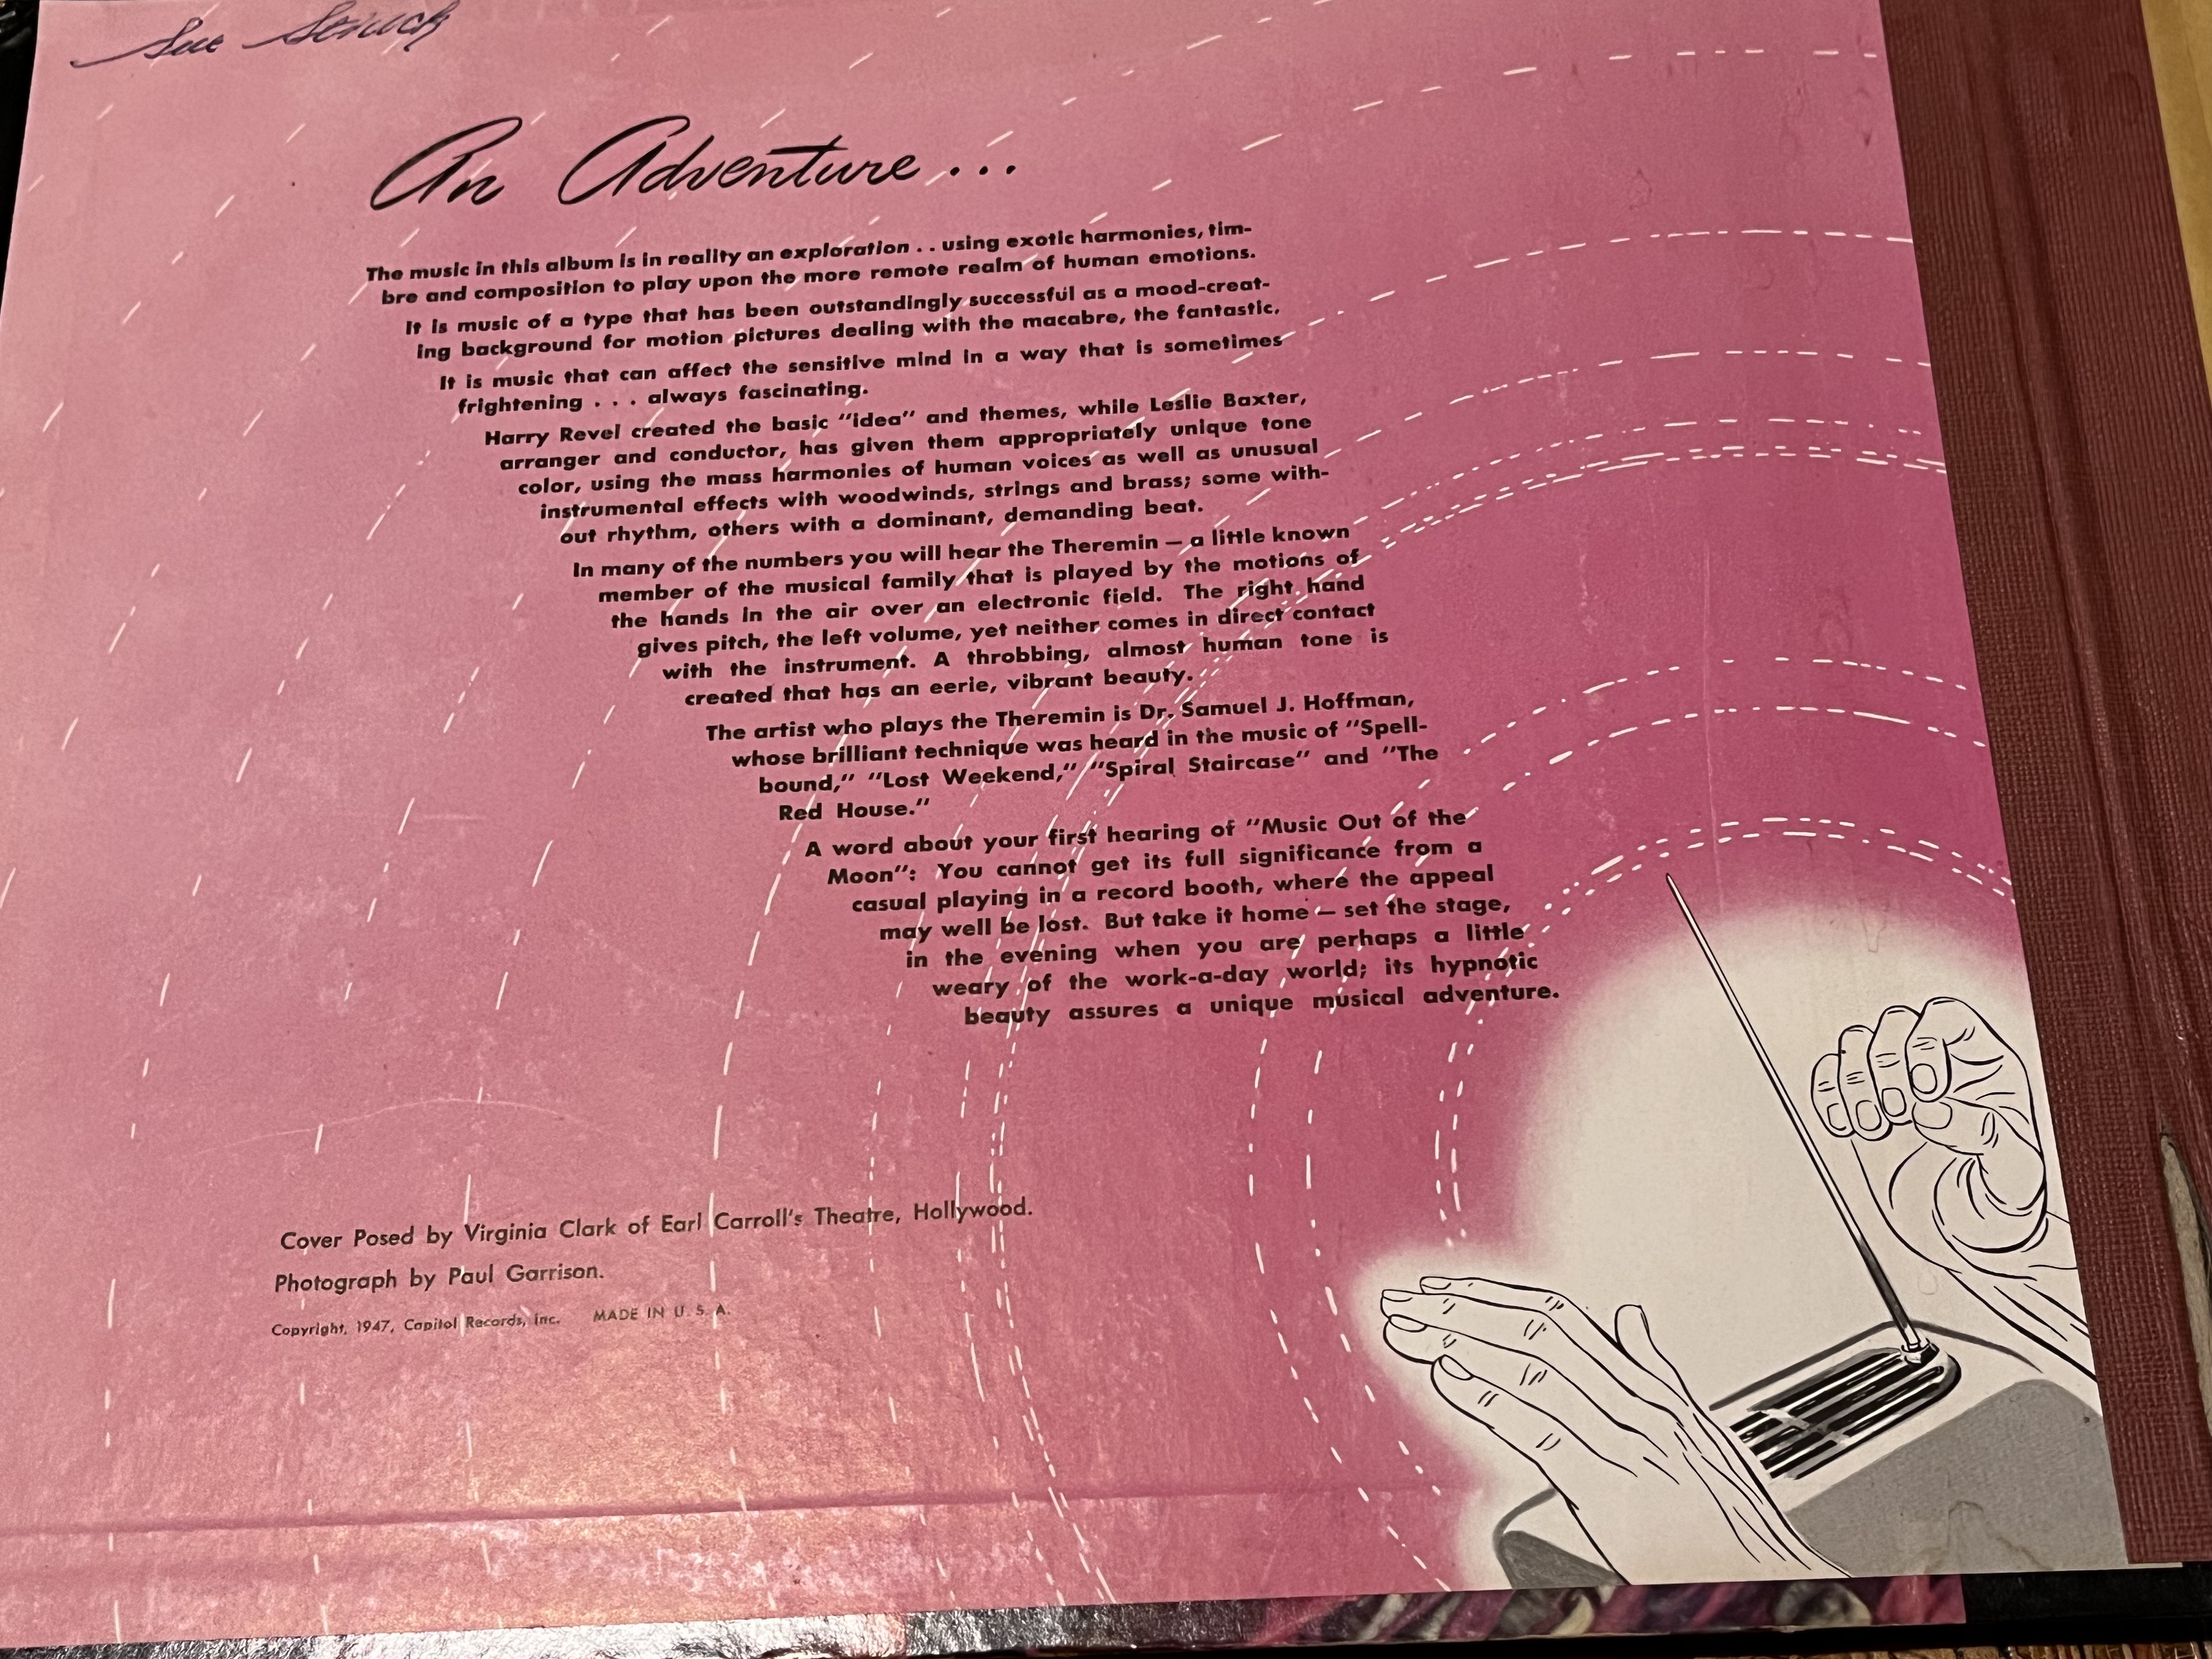 Sue
An Adventure...
The music in this album is in reality an exploration . . using exotic harmonies, tim-
bre and composition to play upon the more remote realm of human emotions.
It is music of a type that has been outstandingly successful as a mood-creat-
ing background for motion pictures dealing with the macabre, the fantastic.
It is music that can affect the sensitive mind in a way that is sometimes
frightening . . . always fascinating.
Harry Revel created the basic "idea" and themes, while Leslie Baxter,
arranger and conductor, has given them appropriately unique tone
color, using the mass harmonies of human voices as well as unusual
instrumental effects with woodwinds, strings and brass; some with-
out rhythm, others with a dominant, demanding beat.
In many of the numbers you will hear the Theremin — a little known
member of the musical family that is played by the motions of
the hands in the air over an electronic field. The right hand
gives pitch, the left volume, yet neither comes in direct contact
with the instrument. A throbbing, almost human tone is
created that has an eerie, vibrant beauty.
The artist who plays the Theremin is Dr. Samuel J. Hoffman,
whose brilliant technique was heard in the music of "Spell-
bound," "Lost Weekend," "Spiral Staircase" and "The
Red House."
A word about your first hearing of "Music Out of the
Moon": You cannot get its full significance from a
casual playing in a record booth, where the appeal
may well be lost. But take it home — set the stage,
in the evening when you are perhaps a little
weary of the work-a-day world; its hypnotic
beauty assures a unique musical adventure.
Cover Posed by Virginia Clark of Earl Carroll's Theatre, Hollywood.
Photograph by Paul Garrison.
Copyright, 1947, Capitol Records, Inc. MADE IN U. S. A.